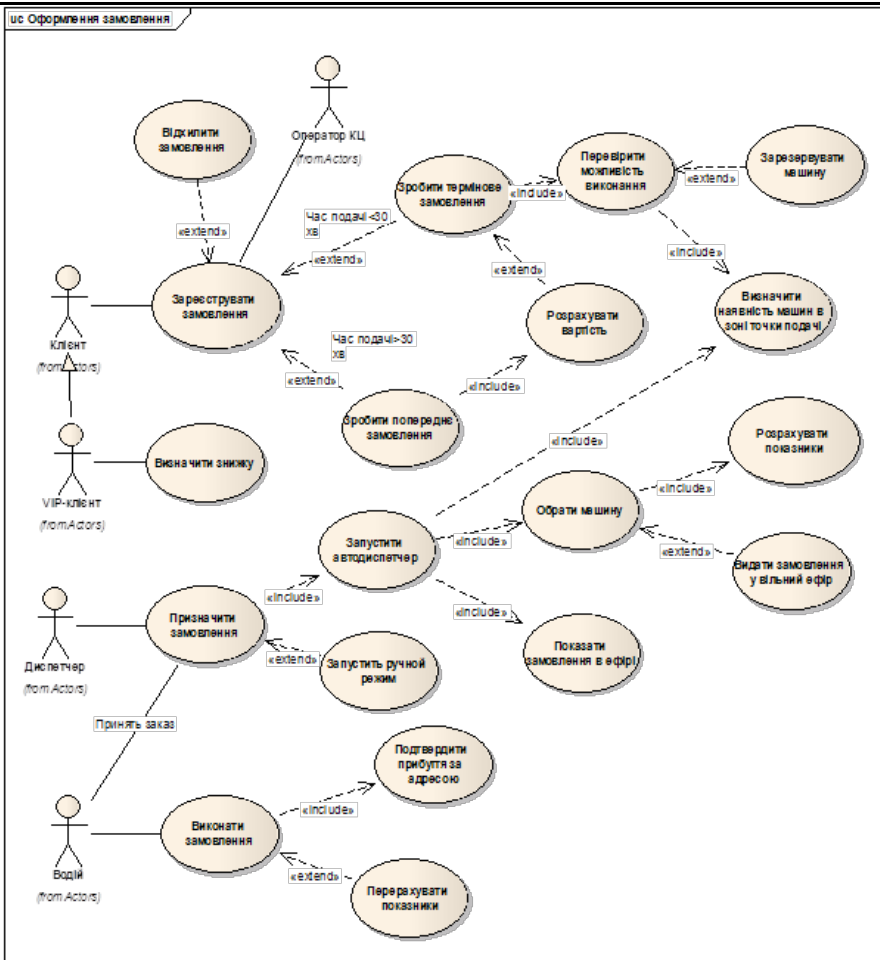 uc Оформлення замовлення
Оператор КЦ
(from Actors)
Відхилити
замовлення
Перевірити
можливість
виконання
Зарезервувати
машину
Зробити термінове
замовлення
«include»
«extend»
Час подачі <30
хв
«extend»
«extend»
«include»
«extend»
Зареєструвати
замовлення
Визначити
наявність машин в
зоні точки подачі
Розрахувати
вартість
Клієнт
(from Actors)
Час подачі>30
хв
«extend»
«include»
Зробити попереднє
замовлення
«include»
Розрахувати
показники
VIP-клієнт
(from Actors)
Визначити знижку
«include»
Обрати машину
Запустити
автодиспетчер
«include»
«extend»
Видати замовлення
у вільний ефір
«include»
«include»
Призначити
замовлення
Диспетчер
(from Actors)
«extend»
Запустить ручной
режим
Показати
замовлення в ефірі
Принять заказ
Подтвердити
прибуття за
адресою
«include»
Виконати
замовлення
Водій
(from Actors)
«extend»
Перерахувати
показники